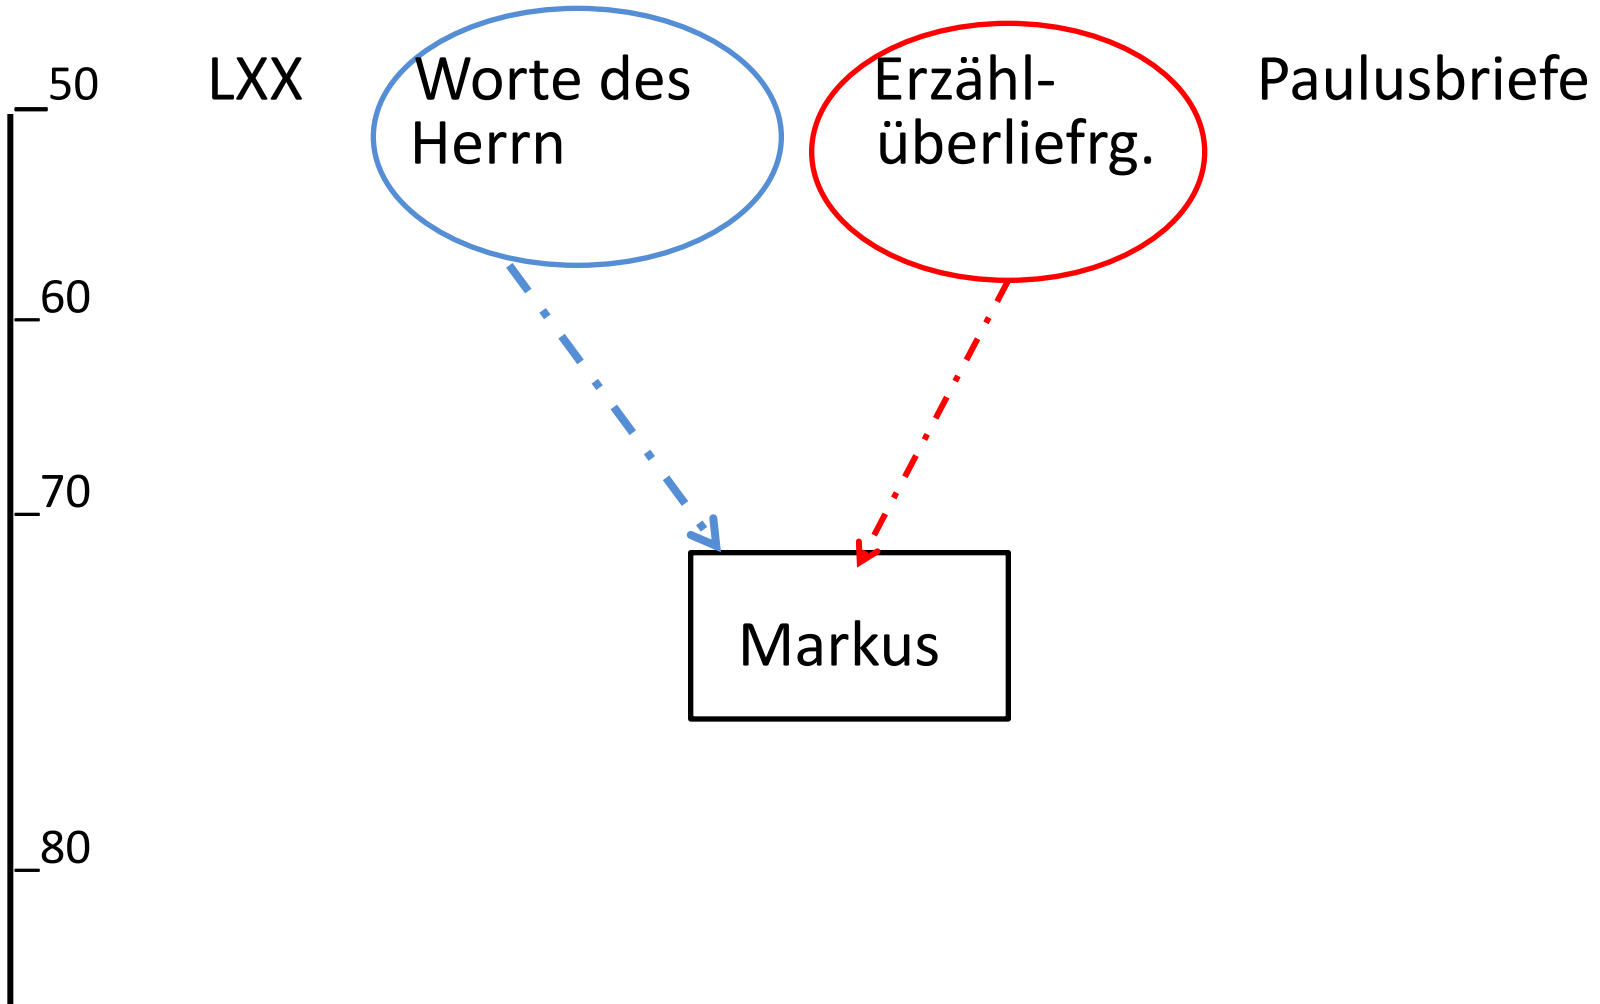 _50
LXX
Worte des
Herrn
Erzähl-
überliefrg.
Paulusbriefe
_60
_70
Markus
_80